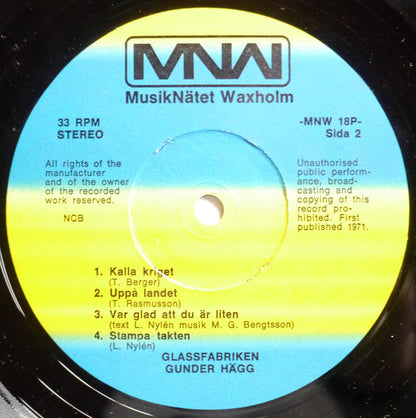 MNW
MusikNätet Waxholm
33 RPM
STEREO
-MNW 18P-
Sida 2
All rights of the
manufacturer
and of the owner
of the recorded
work reserved.
NCB
Unauthorised
public perform-
ance, broad-
casting and
copying of this
record pro-
hibited. First
published 1971.
1. Kalla kriget
(T. Berger)
2. Uppå landet
(T. Rasmusson)
3. Var glad att du är liten
(text L. Nylén musik M. G. Bengtsson)
4. Stampa takten
(L. Nylén)
GLASSFABRIKEN
GUNDER HÄGG